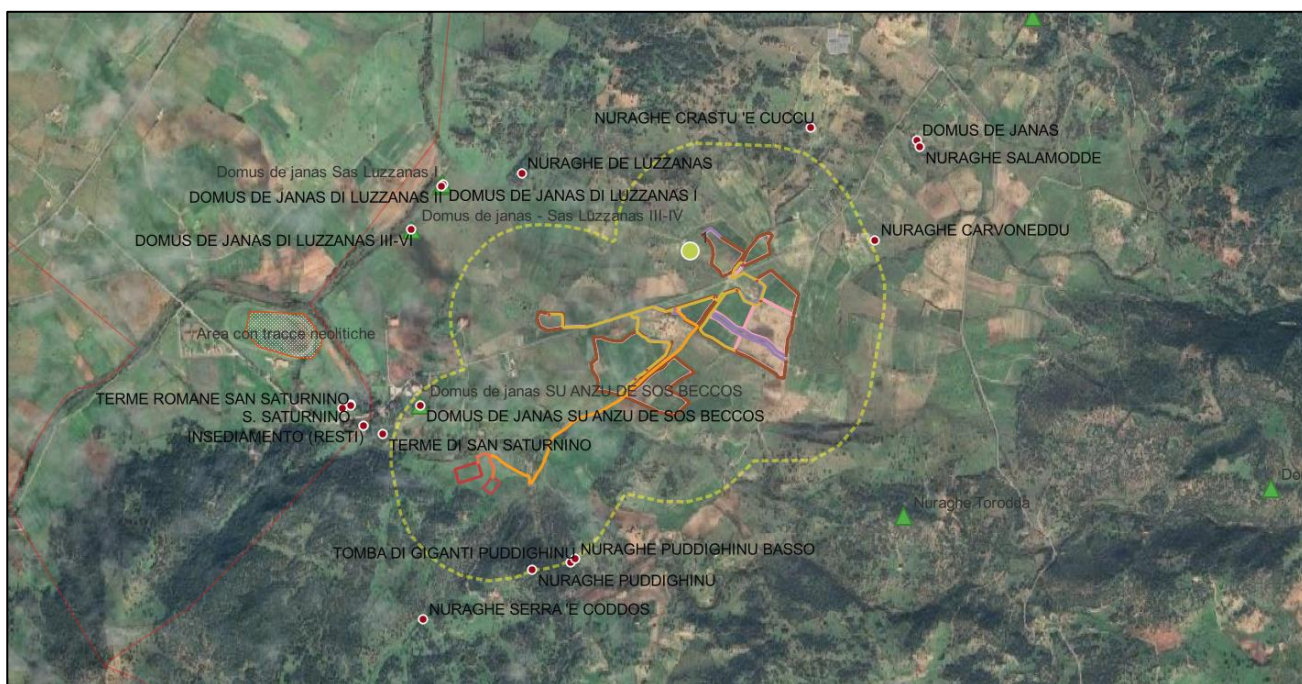 NURAGHE CRASTU 'E CUCCU
DOMUS DE JANAS
NURAGHE SALAMODDE
NURAGHE DE LUZZANAS
Domus de janas Sas Luzzanas I
DOMUS DE JANAS DI LUZZANAS II
DOMUS DE JANAS DI LUZZANAS I
Domus de janas - Sas Luzzanas III-IV
DOMUS DE JANAS DI LUZZANAS III-VI
1
NURAGHE CARVONEDDU
Area con tracce neolitiche
Domus de janas SU ANZU DE SOS BECCOS
TERME ROMANE SAN SATURNINO
S. SATURNINO
DOMUS DE JANAS SU ANZU DE SOS BECCOS
INSEDIAMENTO (RESTI)
TERME DI SAN SATURNINO
Do
Nuraghe Torodda
TOMBA DI GIGANTI PUDDIGHINU
NURAGHE PUDDIGHINU BASSO
NURAGHE PUDDIGHINU
NURAGHE SERRA 'E CODDOS